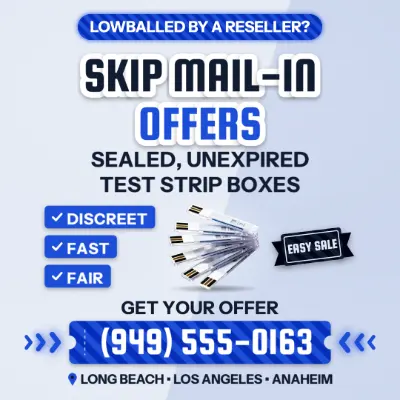 LOWBALLED BY A RESELLER?
SKIP MAIL-IN
OFFERS
SEALED, UNEXPIRED
TEST STRIP BOXES
✓ DISCREET
✓ FAST
✓ FAIR
EASY SALE
GET YOUR OFFER
(949) 555-0163
LONG BEACH • LOS ANGELES • ANAHEIM